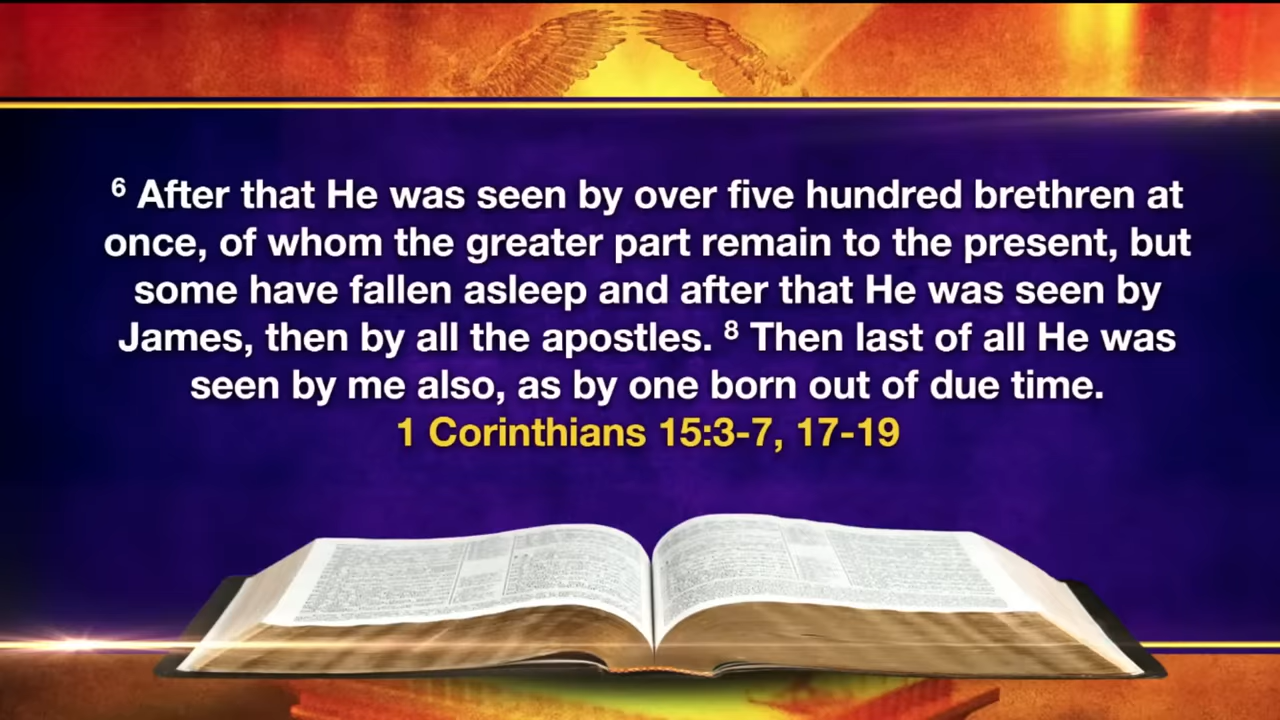 ⁶ After that He was seen by over five hundred brethren at
once, of whom the greater part remain to the present, but
some have fallen asleep and after that He was seen by
James, then by all the apostles. ⁸ Then last of all He was
seen by me also, as by one born out of due time.
1 Corinthians 15:3-7, 17-19